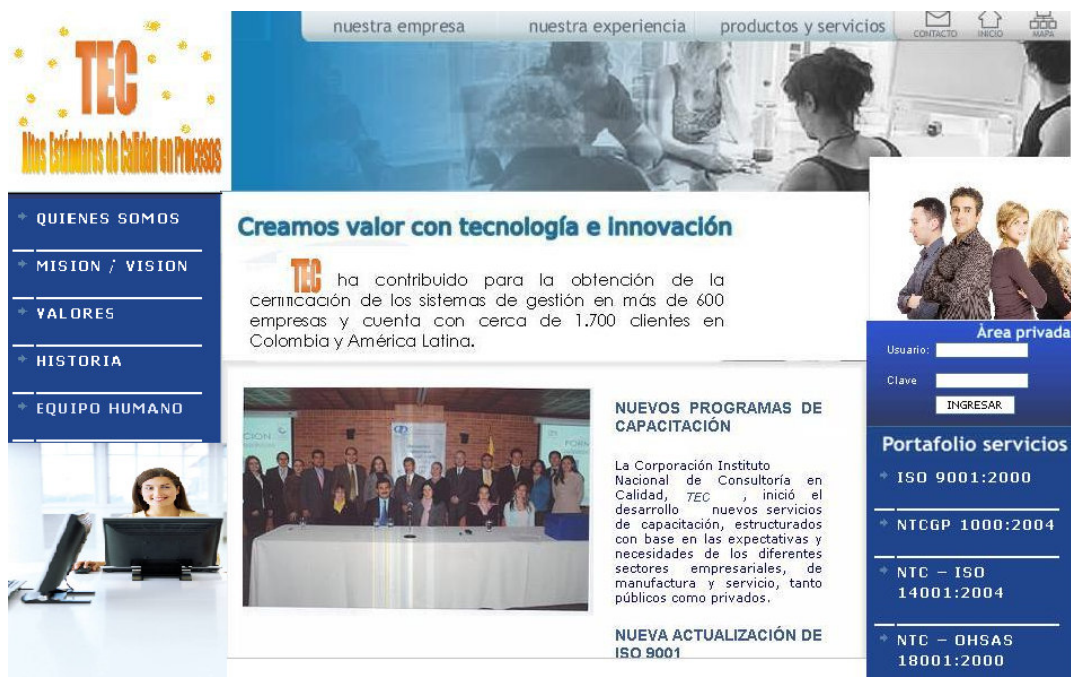 nuestra empresa
nuestra experiencia
productos y servicios
CONTACTO
INICIO
MAPA
TEC
Altos Estándares de Calidad en Procesos
QUIENES SOMOS
MISION / VISION
VALORES
HISTORIA
EQUIPO HUMANO
Creamos valor con tecnología e innovación
TEC ha contribuido para la obtención de la
certificación de los sistemas de gestión en más de 600
empresas y cuenta con cerca de 1.700 clientes en
Colombia y América Latina.
NUEVOS PROGRAMAS DE
CAPACITACIÓN
La Corporación Instituto
Nacional de Consultoría en
Calidad, TEC , inició el
desarrollo nuevos servicios
de capacitación, estructurados
con base en las expectativas y
necesidades de los diferentes
sectores empresariales, de
manufactura y servicio, tanto
públicos como privados.
NUEVA ACTUALIZACIÓN DE
ISO 9001
Área privada
Usuario:
Clave
INGRESAR
Portafolio servicios
ISO 9001:2000
NTCGP 1000:2004
NTC – ISO
14001:2004
NTC – OHSAS
18001:2000